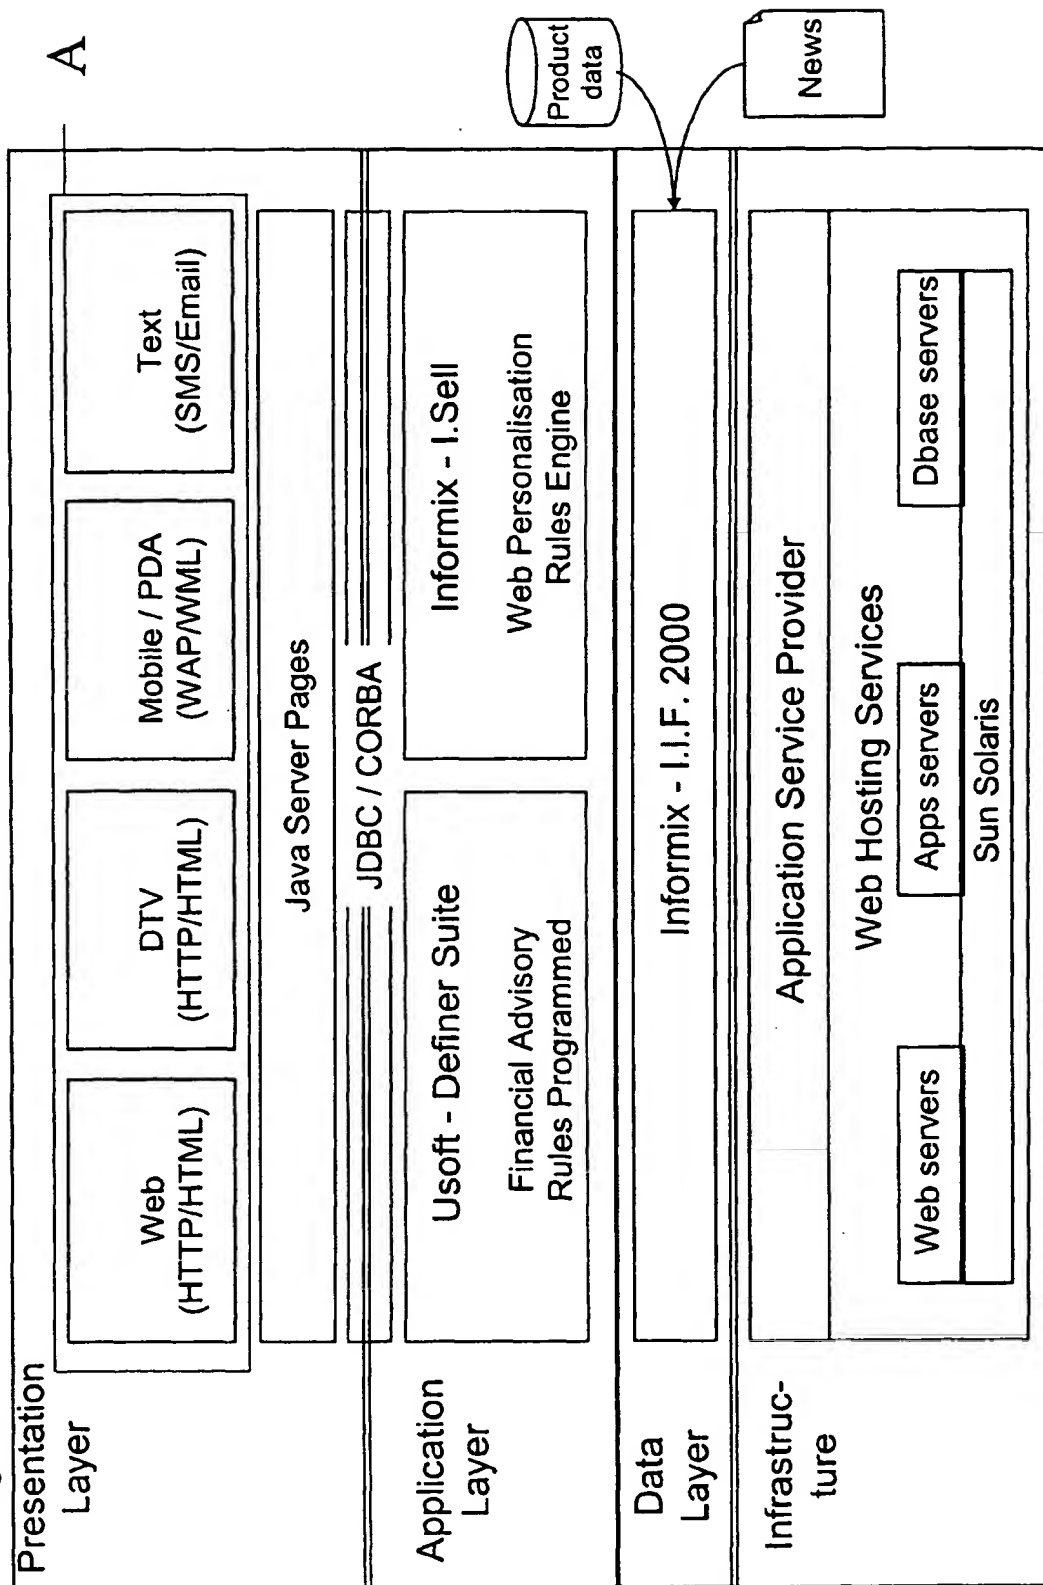 A
Presentation
Layer
Web
(HTTP/HTML)
DTV
(HTTP/HTML)
Mobile / PDA
(WAP/WML)
Text
(SMS/Email)
Java Server Pages
JDBC / CORBA
Application
Layer
Usoft - Definer Suite
Financial Advisory
Rules Programmed
Informix - I.Sell
Web Personalisation
Rules Engine
Product
data
Data
Layer
Informix - I.I.F. 2000
News
Infrastruc-
ture
Application Service Provider
Web Hosting Services
Web servers
Apps servers
Dbase servers
Sun Solaris